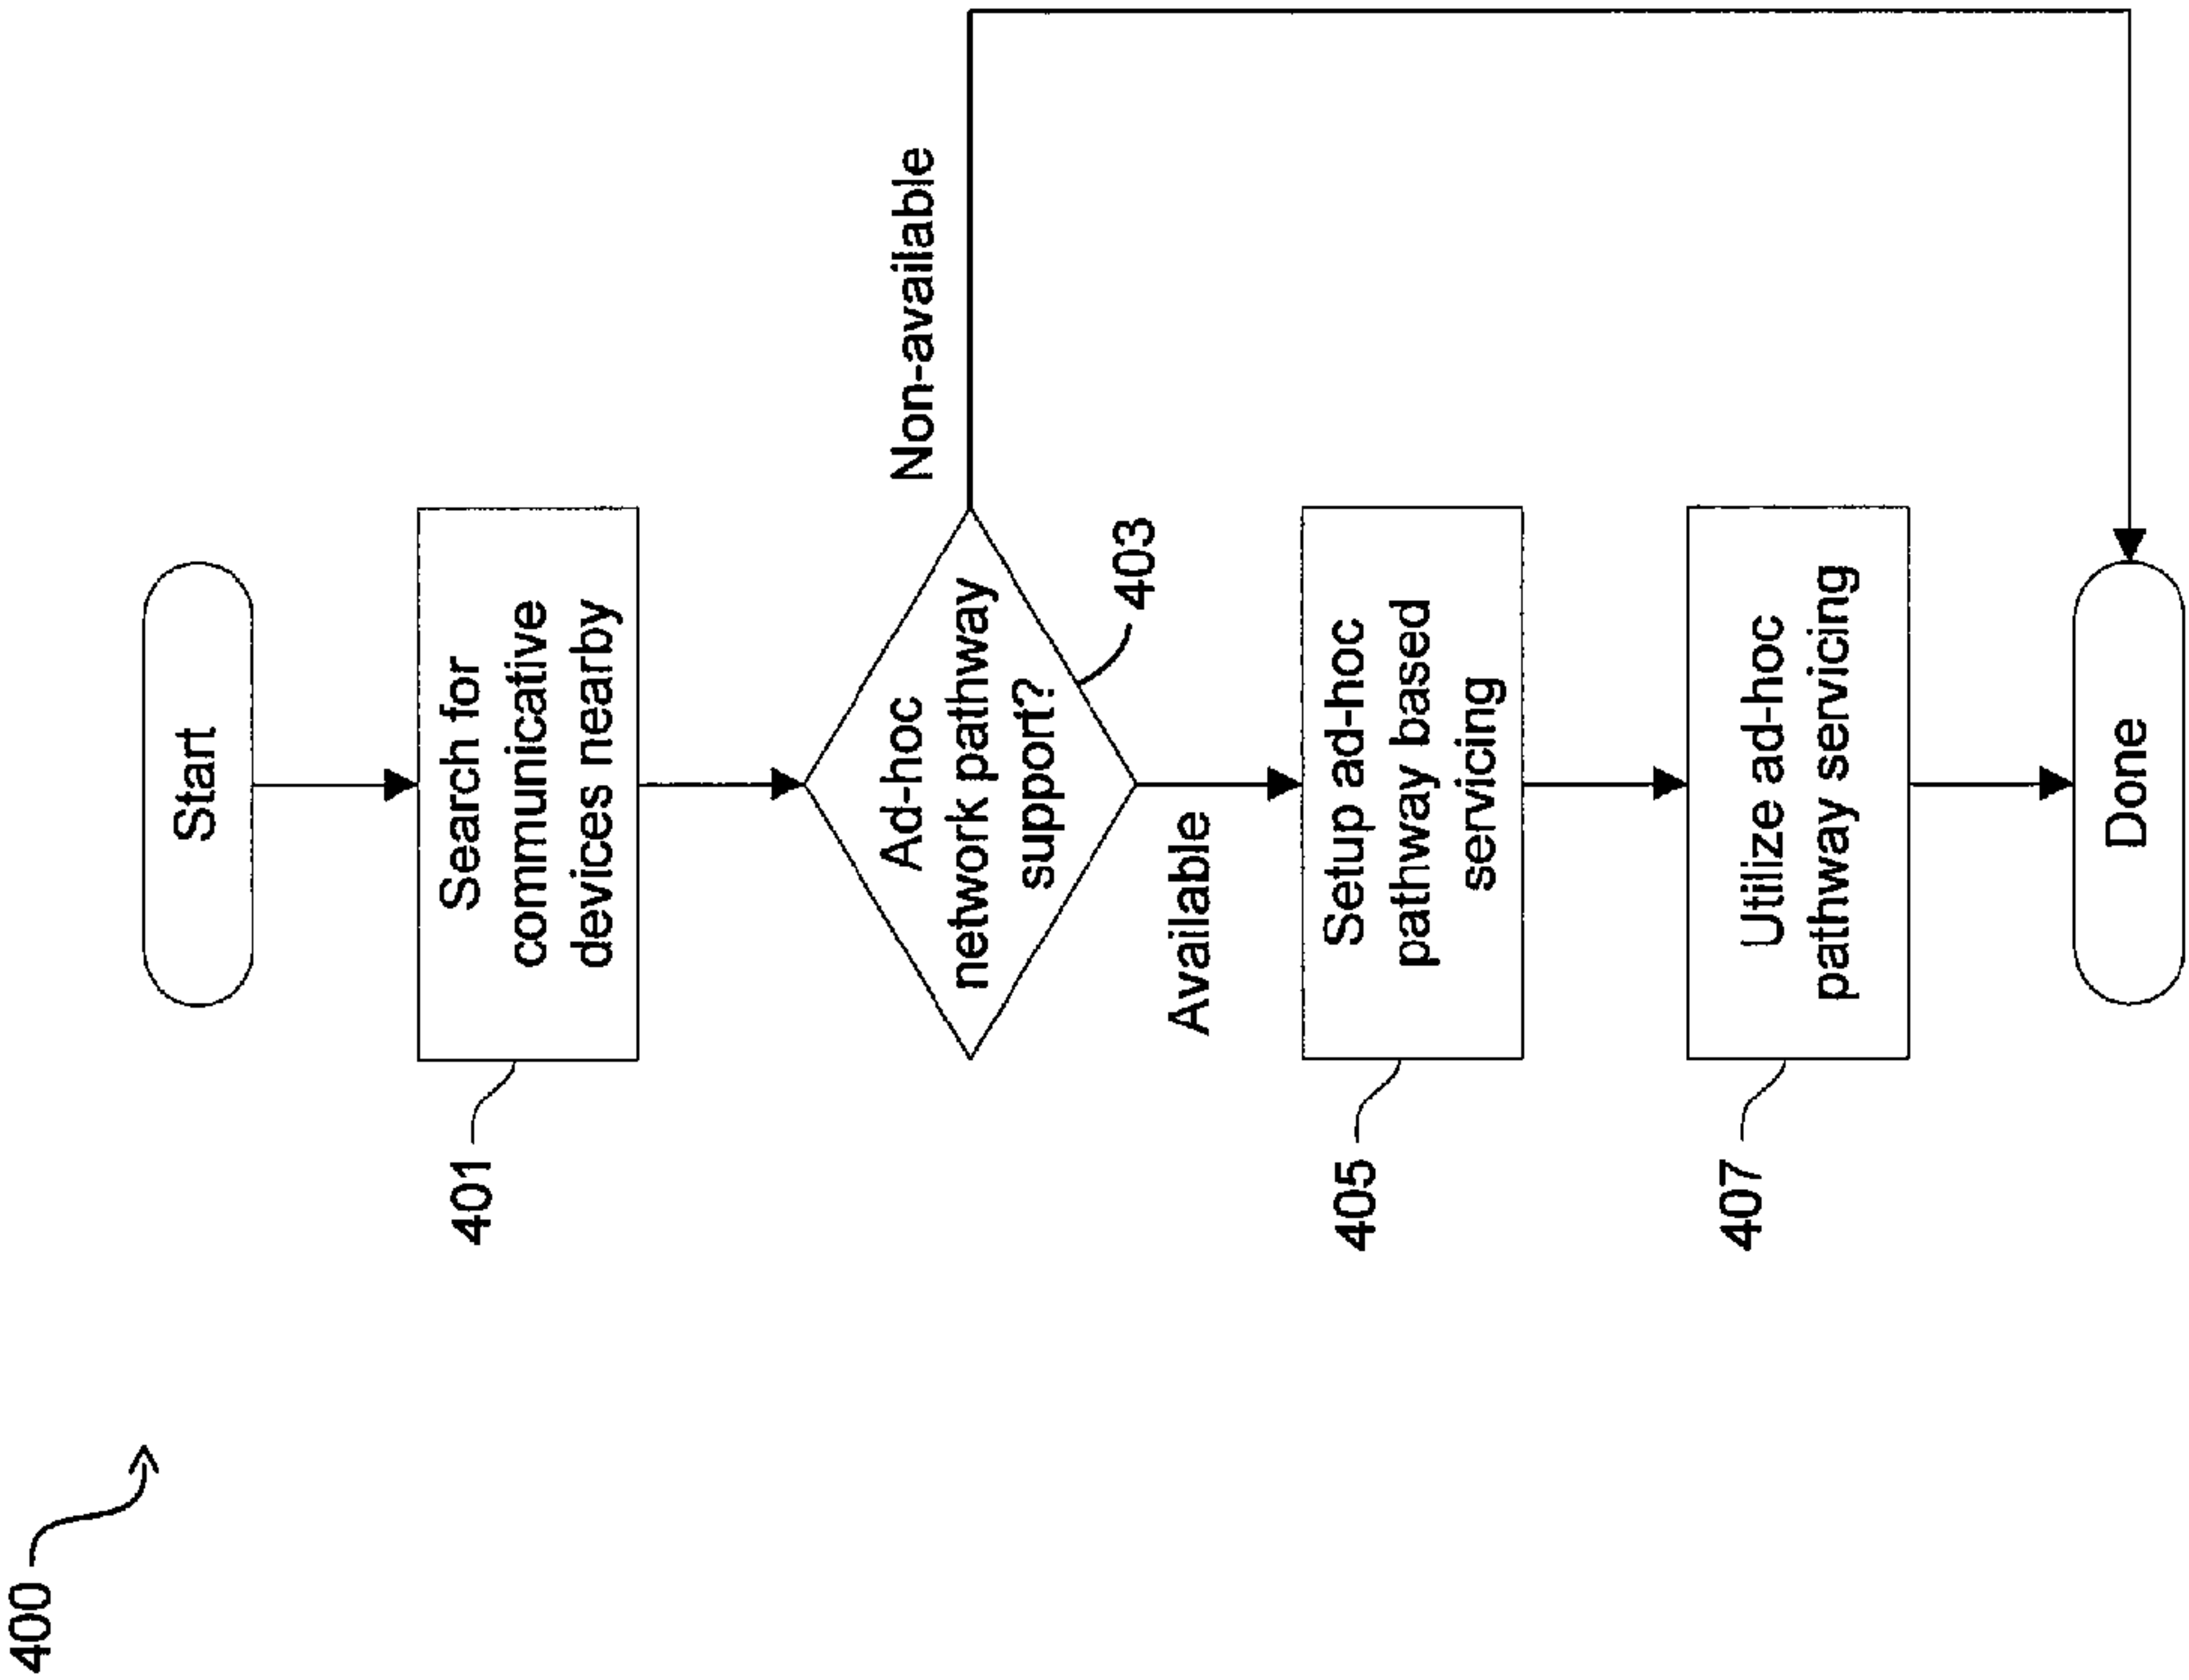 400
Start
401
Search for
communicative
devices nearby
Ad-hoc
network pathway
support?
403
Non-available
Available
405
Setup ad-hoc
pathway based
servicing
407
Utilize ad-hoc
pathway servicing
Done